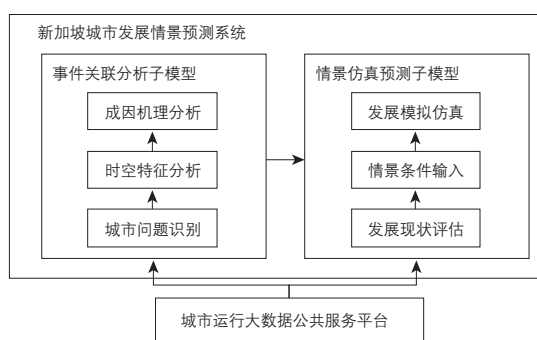 新加坡城市发展情景预测系统
事件关联分析子模型
成因机理分析
时空特征分析
城市问题识别
情景仿真预测子模型
发展模拟仿真
情景条件输入
发展现状评估
城市运行大数据公共服务平台